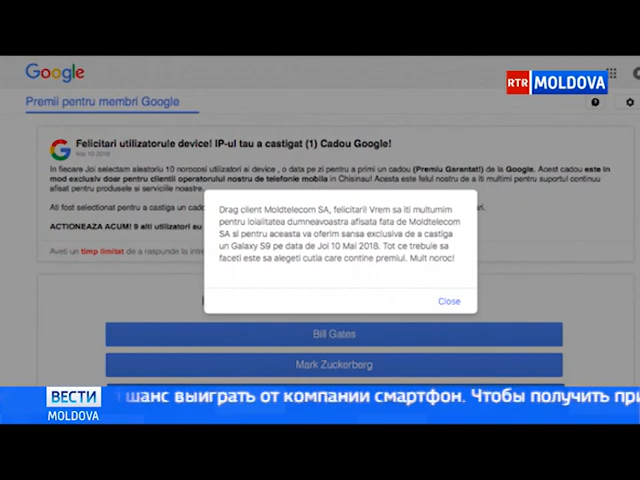 Google
RTR MOLDOVA
Premii pentru membri Google
Felicitari utilizatorule device! IP-ul tau a castigat (1) Cadou Google!
Mai 10 2018
In fiecare Joi selectam aleatoriu 10 norocosi utilizatori ai device , o data pe zi pentru a primi un cadou (Premiu Garantat!) de la Google. Acest cadou este in
mod exclusiv doar pentru clientii operatorului nostru de telefonie mobila in Chisinau! Acesta este felul nostru de a iti multimi pentru suportul continuu
afisat pentru produsele si serviciile noastre.
Ati fost selectionat pentru a castiga un cado
ACTIONEAZA ACUM! 9 alti utilizatori au
Aveti un timp limitat de a raspunde la intre
Drag client Moldtelecom SA, felicitari! Vrem sa iti multumim
pentru loialitatea dumneavoastra afisata fata de Moldtelecom
SA si pentru aceasta va oferim sansa exclusiva de a castiga
un Galaxy S9 pe data de Joi 10 Mai 2018. Tot ce trebuie sa
faceti este sa alegeti cutia care contine premiul. Mult noroc!
Close
Bill Gates
Mark Zuckerberg
ВЕСТИ
MOLDOVA
шанс выиграть от компании смартфон. Чтобы получить при